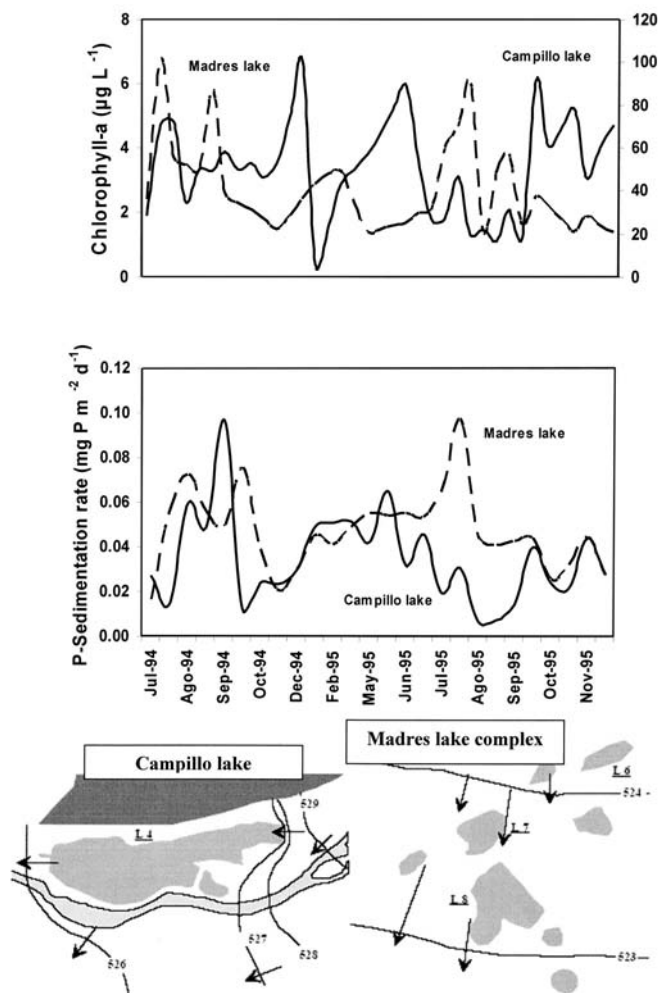 Chlorophyll-a (µg L⁻¹)
8
6
4
2
0
Madres lake
Campillo lake
120
100
80
60
40
20
0
P-Sedimentation rate (mg P m ⁻² d⁻¹)
0.12
0.10
0.08
0.06
0.04
0.02
0.00
Madres lake
Campillo lake
Jul-94
Ago-94
Sep-94
Oct-94
Dec-94
Feb-95
May-95
Jun-95
Jul-95
Ago-95
Sep-95
Oct-95
Nov-95
Campillo lake
529
L 4
527
528
526
Madres lake complex
L 6
524
L 7
L 8
523